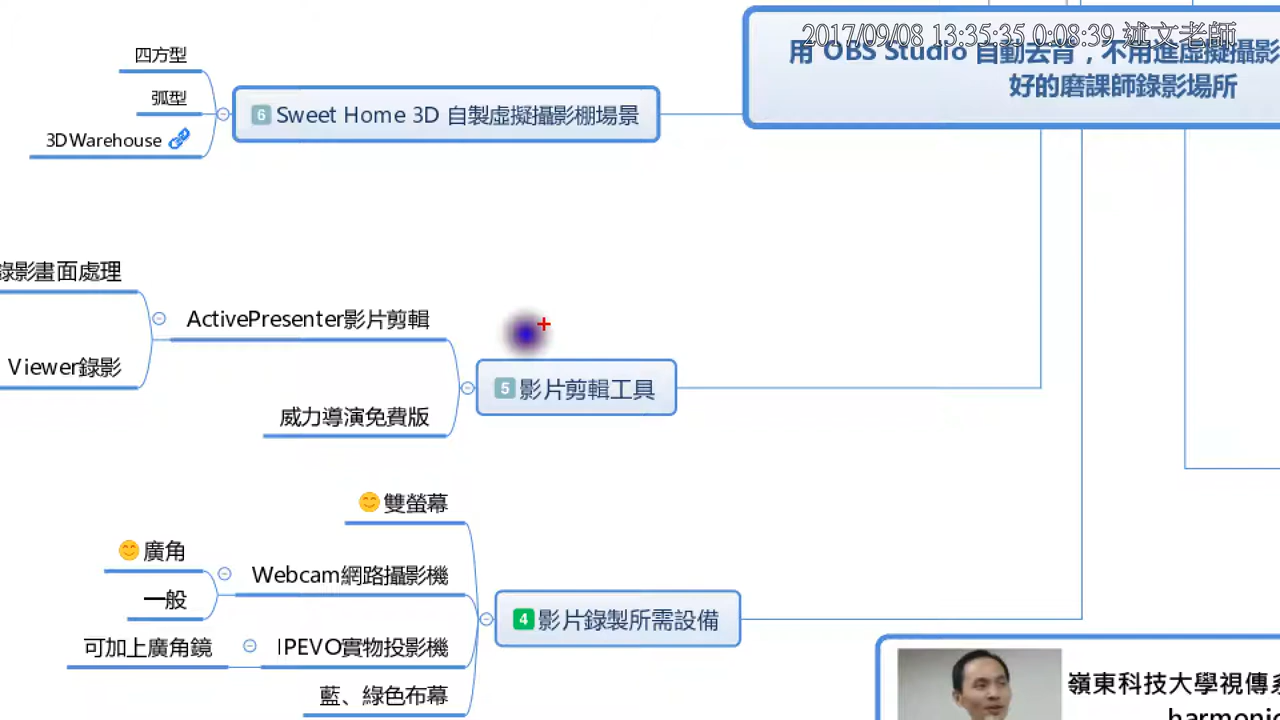 2017/09/08 13:35:35 0:08:39 述文老師
用 OBS Studio 自動去背，不用進虛擬攝影
好的磨課師錄影場所
四方型
弧型
3DWarehouse
6 Sweet Home 3D 自製虛擬攝影棚場景
錄影畫面處理
Viewer錄影
ActivePresenter影片剪輯
威力導演免費版
5 影片剪輯工具
雙螢幕
廣角
一般
Webcam網路攝影機
可加上廣角鏡
IPEVO實物投影機
藍、綠色布幕
4 影片錄製所需設備
嶺東科技大學視傳系
harmonic